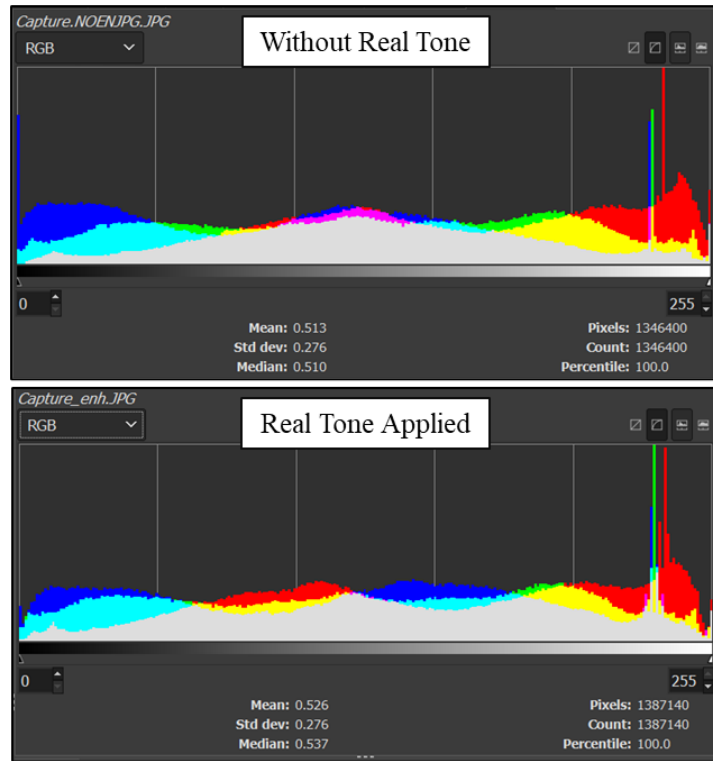 Capture.NOENJPG.JPG
RGB
Without Real Tone
0
255
Mean: 0.513
Pixels: 1346400
Std dev: 0.276
Count: 1346400
Median: 0.510
Percentile: 100.0
Capture_enh.JPG
RGB
Real Tone Applied
0
255
Mean: 0.526
Pixels: 1387140
Std dev: 0.276
Count: 1387140
Median: 0.537
Percentile: 100.0